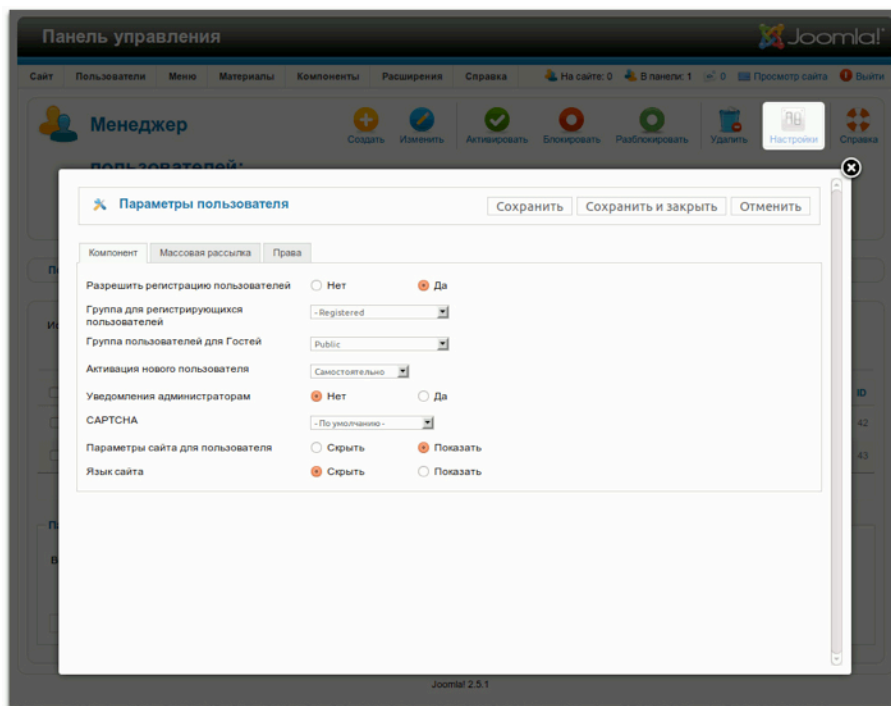 Панель управления
Joomla!
Сайт Пользователи Меню Материалы Компоненты Расширения Справка На сайте: 0 В панели: 1 0 Просмотр сайта Выйти
Менеджер
пользователей:
Создать Изменить Активировать Блокировать Разблокировать Удалить Настройки Справка
Параметры пользователя
Сохранить Сохранить и закрыть Отменить
Компонент Массовая рассылка Права
Разрешить регистрацию пользователей Нет Да
Группа для регистрирующихся
пользователей
- Registered
Группа пользователей для Гостей Public
Активация нового пользователя Самостоятельно
Уведомления администраторам Нет Да
CAPTCHA - По умолчанию -
Параметры сайта для пользователя Скрыть Показать
Язык сайта Скрыть Показать
ID
42
43
Joomla! 2.5.1